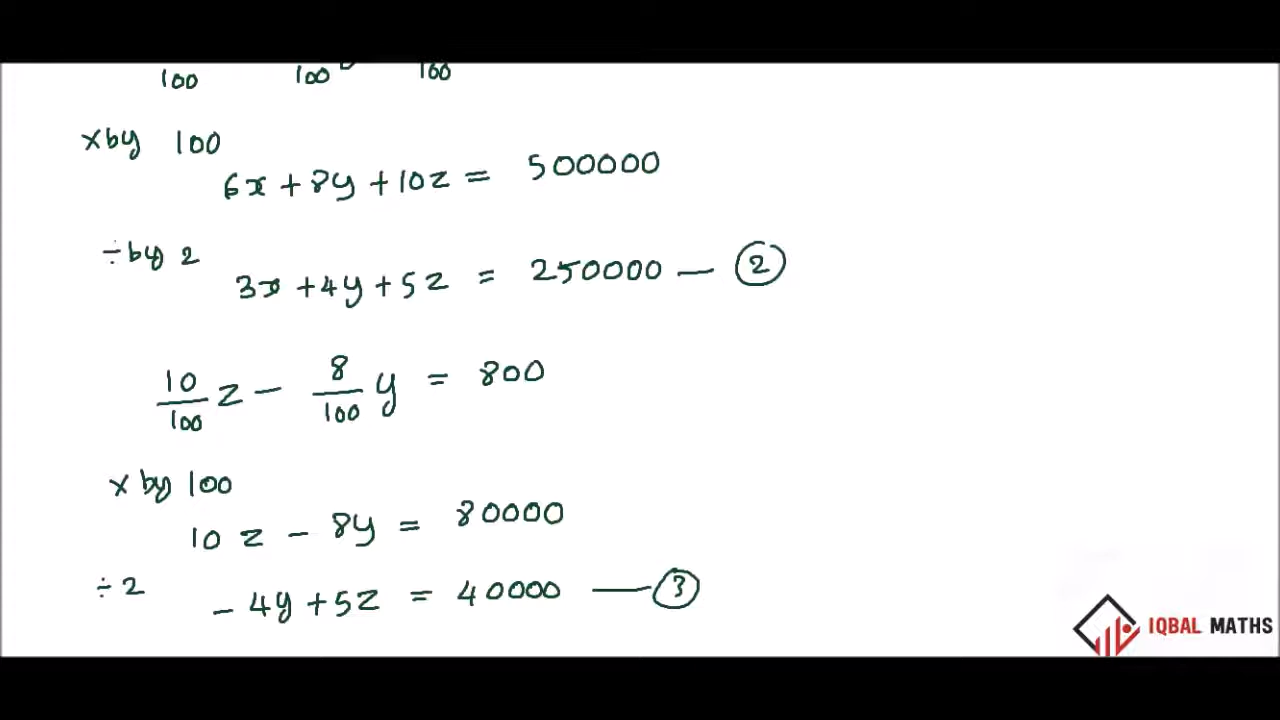 100 100 100
×by 100
6x + 8y + 10z = 500000
÷by 2
3x + 4y + 5z = 250000 — ②
10/100 z − 8/100 y = 800
× by 100
10z − 8y = 80000
÷2 − 4y + 5z = 40000 — ③
IQBAL MATHS